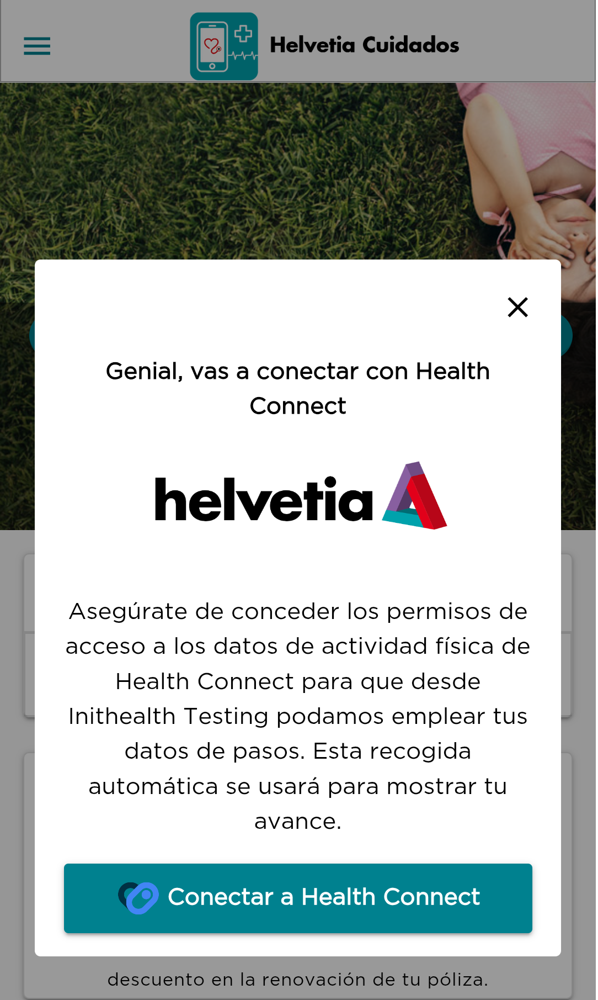 Helvetia Cuidados
Genial, vas a conectar con Health
Connect
helvetia
Asegúrate de conceder los permisos de
acceso a los datos de actividad física de
Health Connect para que desde
Inithealth Testing podamos emplear tus
datos de pasos. Esta recogida
automática se usará para mostrar tu
avance.
Conectar a Health Connect
descuento en la renovación de tu póliza.